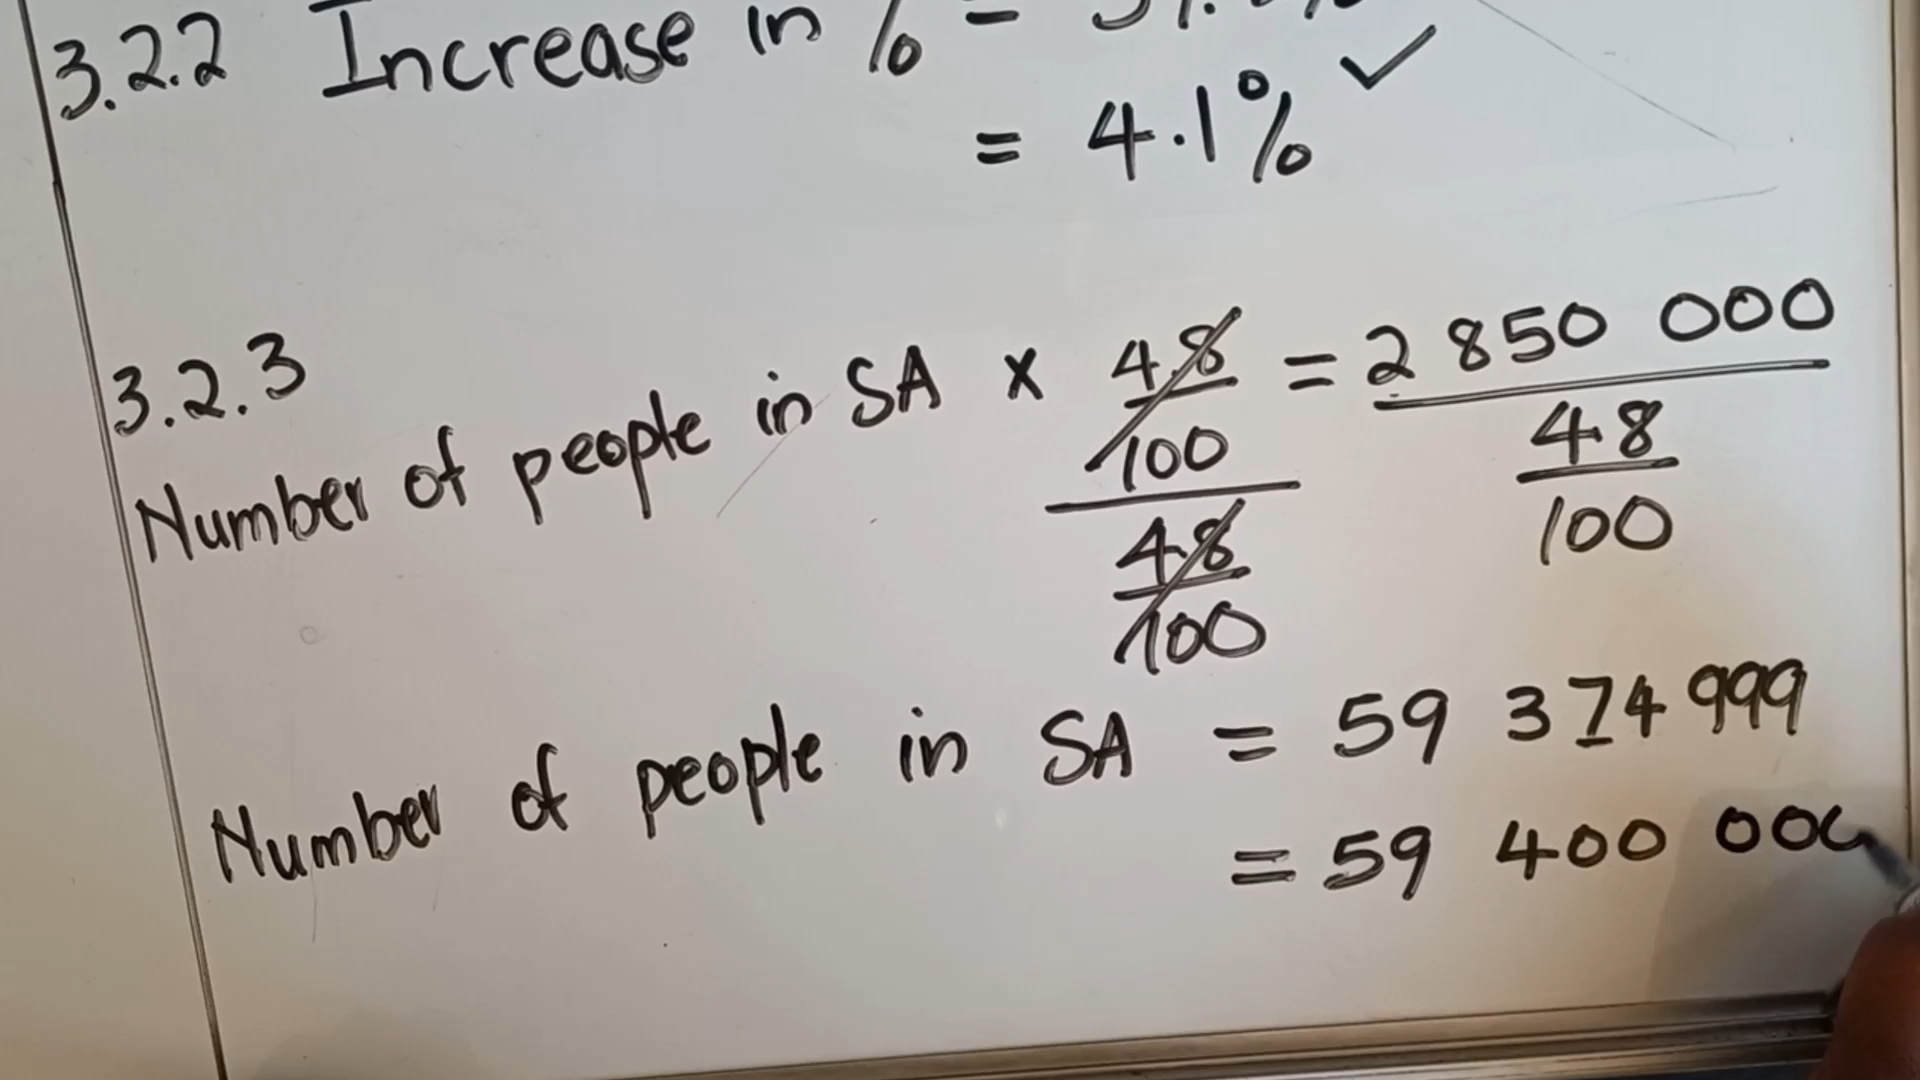 3.2.2 Increase in % =
= 4.1% ✓
3.2.3
Number of people in SA x 4.8/100 = 2 850 000
4.8/100
4.8/100
Number of people in SA = 59 374 999
= 59 400 000